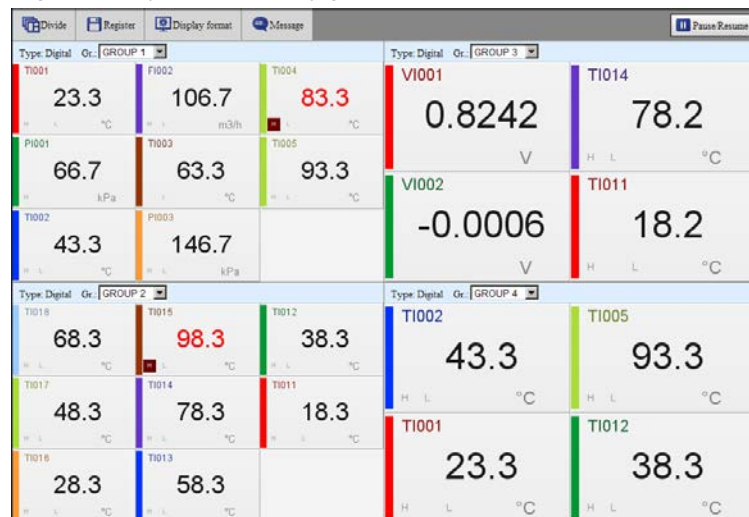 Divide Register Display format Message Pause/Resume
Type: Digital Gr.: GROUP 1
TI001 FI002 TI004
23.3 106.7 83.3
H L °C H L m3/h H L °C
PI001 TI003 TI005
66.7 63.3 93.3
H kPa L °C H L °C
TI002 PI003
43.3 146.7
H L °C H L kPa
Type: Digital Gr.: GROUP 3
VI001 TI014
0.8242 78.2
V H L °C
VI002 TI011
-0.0006 18.2
V H L °C
Type: Digital Gr.: GROUP 2
TI018 TI015 TI012
68.3 98.3 38.3
H L °C H L °C H L °C
TI017 TI014 TI011
48.3 78.3 18.3
H L °C H L °C H L °C
TI016 TI013
28.3 58.3
H L °C H L °C
Type: Digital Gr.: GROUP 4
TI002 TI005
43.3 93.3
H L °C H L °C
TI001 TI012
23.3 38.3
H L °C H L °C